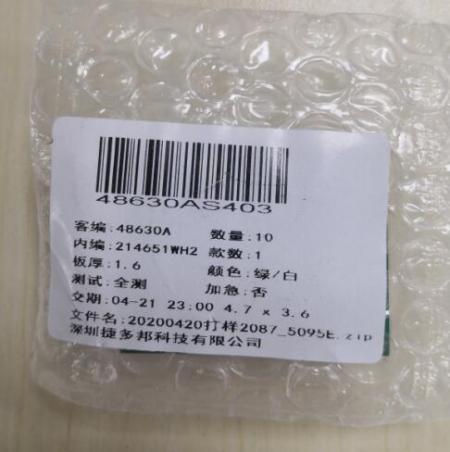 48630AS403
客编:48630A 数量:10
内编:214651WH2 款数:1
板厚:1.6 颜色:绿/白
测试:全测 加急:否
交期:04-21 23:00 4.7 x 3.6
文件名:20200420打样2087_5095E.zip
深圳捷多邦科技有限公司